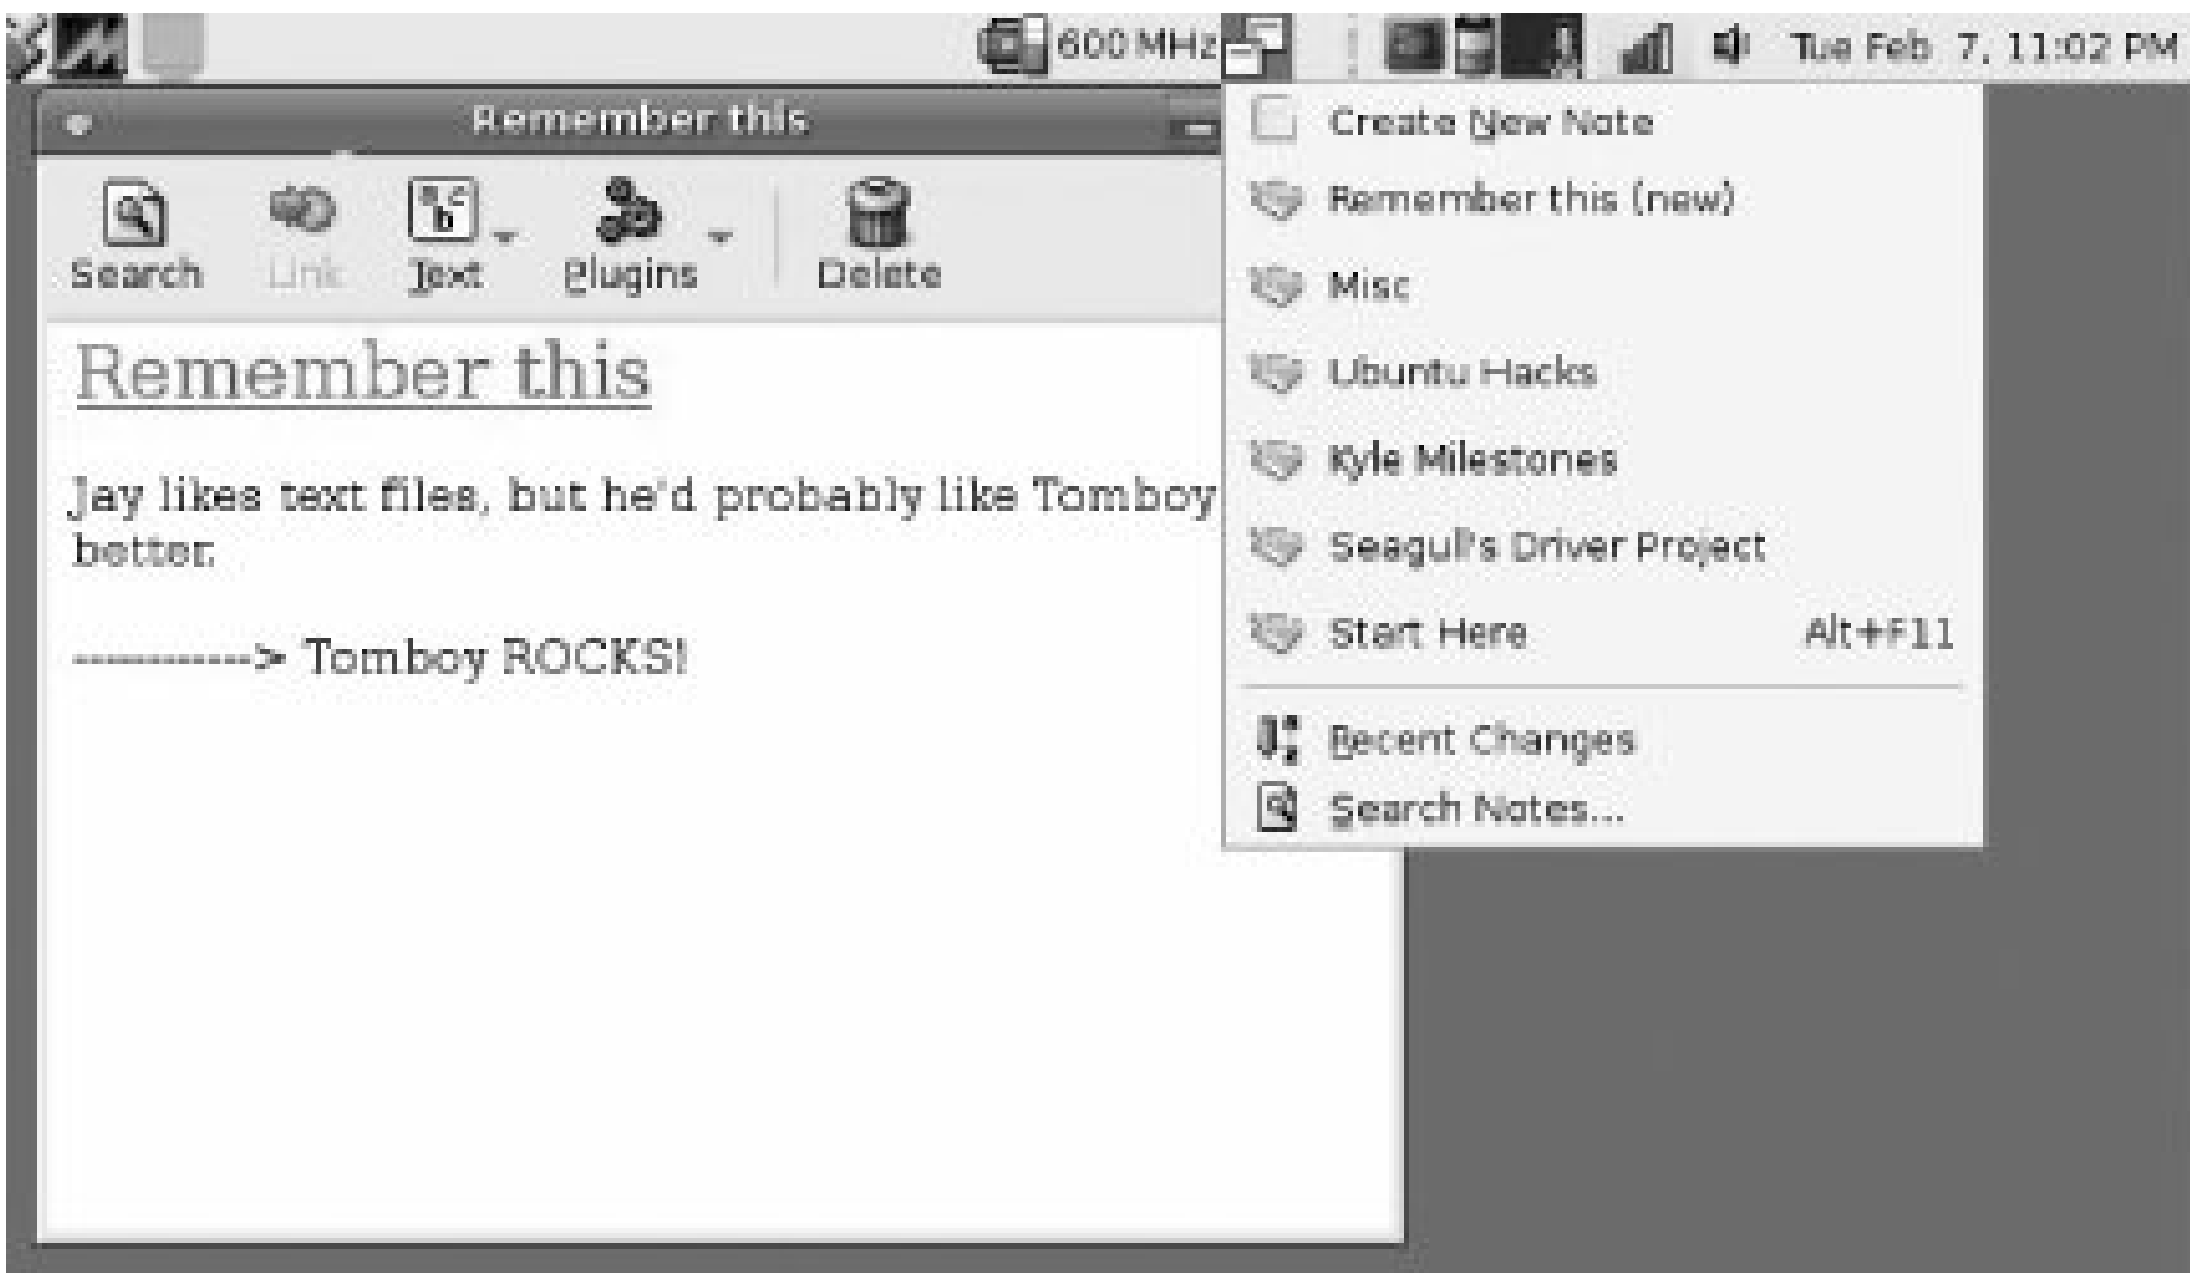 600 MHz
Tue Feb 7, 11:02 PM
Remember this
Search Link Text Plugins Delete
Remember this
Jay likes text files, but he'd probably like Tomboy
better.
-----------> Tomboy ROCKS!
Create New Note
Remember this (new)
Misc
Ubuntu Hacks
Kyle Milestones
Seagull's Driver Project
Start Here Alt+F11
Recent Changes
Search Notes...